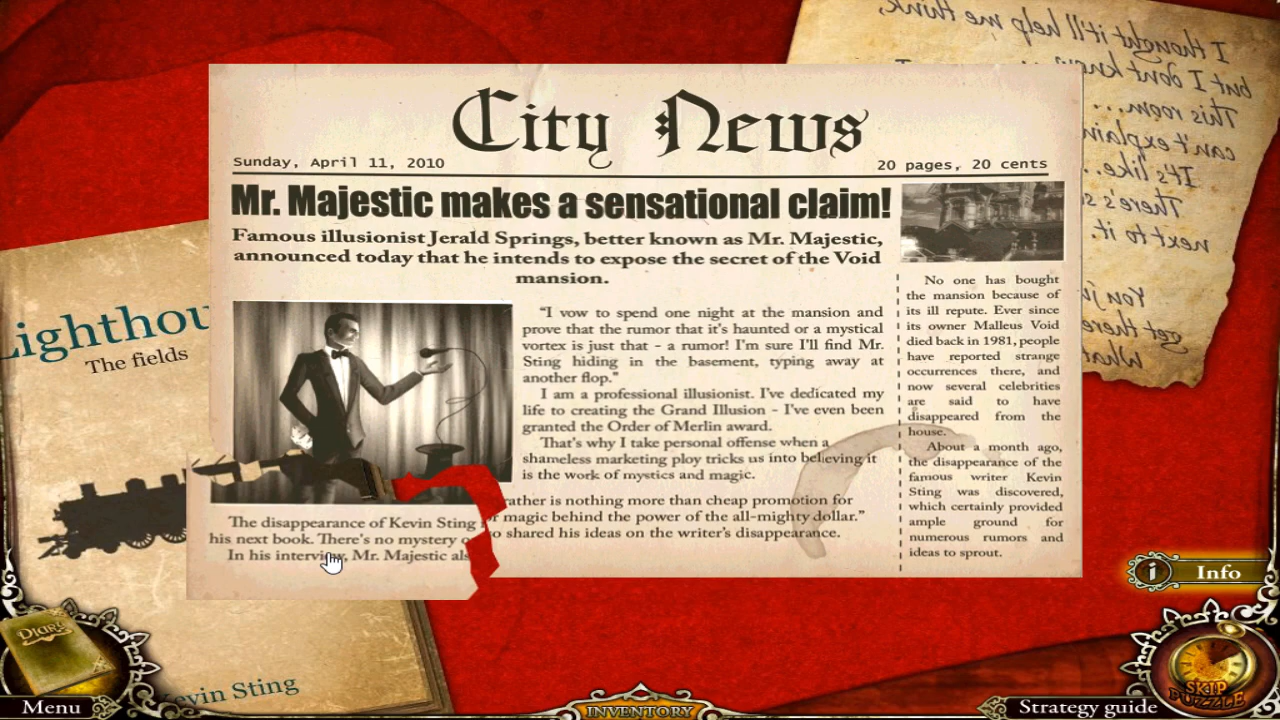 City News
Sunday, April 11, 2010
20 pages, 20 cents
Mr. Majestic makes a sensational claim!
Famous illusionist Jerald Springs, better known as Mr. Majestic,
announced today that he intends to expose the secret of the Void
mansion.
“I vow to spend one night at the mansion and
prove that the rumor that it's haunted or a mystical
vortex is just that - a rumor! I'm sure I'll find Mr.
Sting hiding in the basement, typing away at
another flop.”
I am a professional illusionist. I've dedicated my
life to creating the Grand Illusion - I've even been
granted the Order of Merlin award.
That's why I take personal offense when a
shameless marketing ploy tricks us into believing it
is the work of mystics and magic.
rather is nothing more than cheap promotion for
or magic behind the power of the all-mighty dollar.”
so shared his ideas on the writer's disappearance.
The disappearance of Kevin Sting
his next book. There's no mystery
In his interview, Mr. Majestic als
No one has bought
the mansion because of
its ill repute. Ever since
its owner Malleus Void
died back in 1981, people
have reported strange
occurrences there, and
now several celebrities
are said to have
disappeared from the
house.
About a month ago,
the disappearance of the
famous writer Kevin
Sting was discovered,
which certainly provided
ample ground for
numerous rumors and
ideas to sprout.
I thought it'll help me think,
but I dont know...
This room...
can't explain
It's like..
There's s
next to it.
You ju
get there
What
Lighthou
The fields
Kevin Sting
Diary
Menu
INVENTORY
Info
SKIP
PUZZLE
Strategy guide